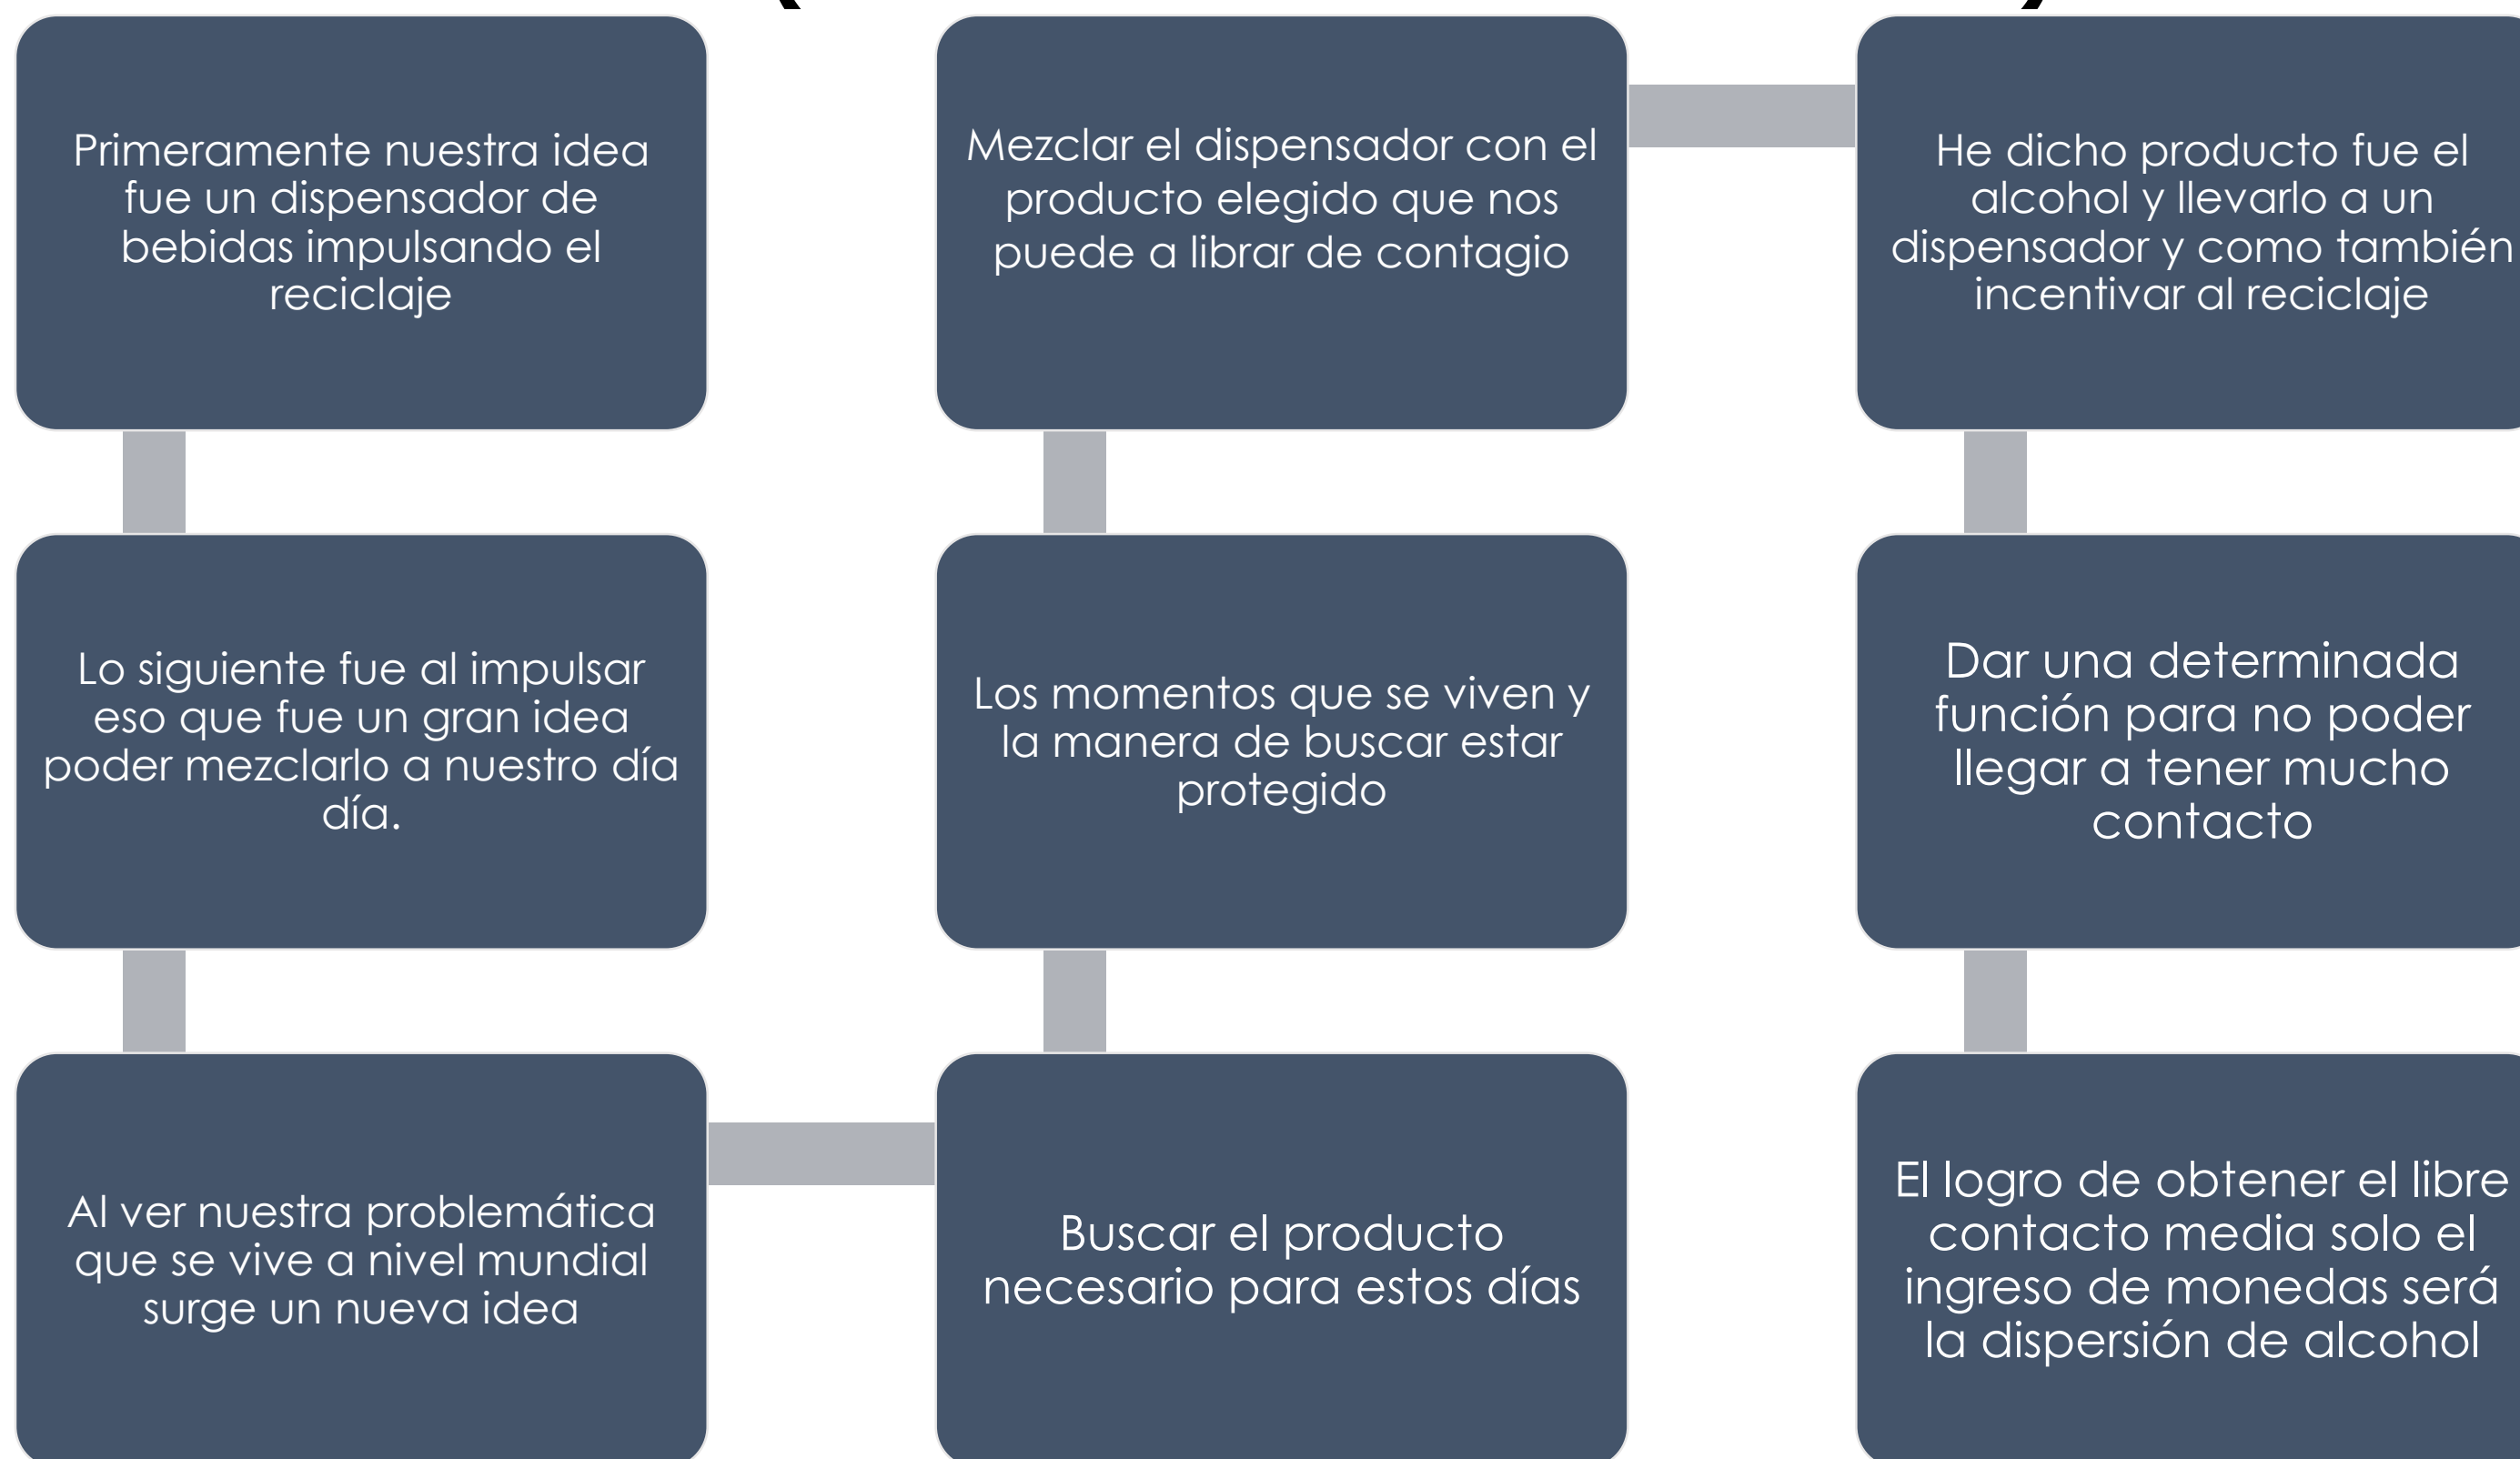 Primeramente nuestra idea
fue un dispensador de
bebidas impulsando el
reciclaje
Lo siguiente fue al impulsar
eso que fue un gran idea
poder mezclarlo a nuestro día
día.
Al ver nuestra problemática
que se vive a nivel mundial
surge un nueva idea
Buscar el producto
necesario para estos días
Los momentos que se viven y
la manera de buscar estar
protegido
Mezclar el dispensador con el
producto elegido que nos
puede a librar de contagio
He dicho producto fue el
alcohol y llevarlo a un
dispensador y como también
incentivar al reciclaje
Dar una determinada
función para no poder
llegar a tener mucho
contacto
El logro de obtener el libre
contacto media solo el
ingreso de monedas será
la dispersión de alcohol